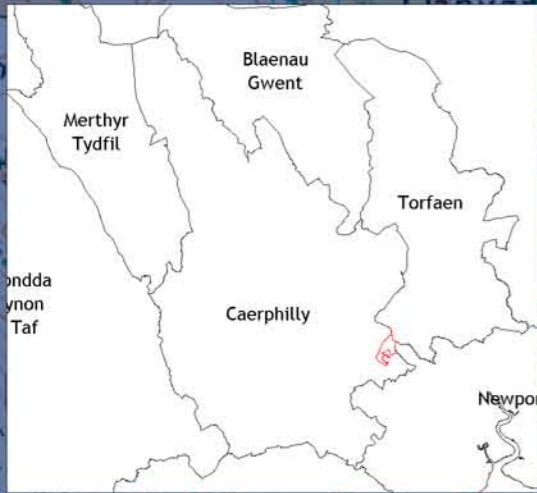 Blaenau
Gwent
Merthyr
Tydfil
Torfaen
ondda
ynon
Taf
Caerphilly
Newpor